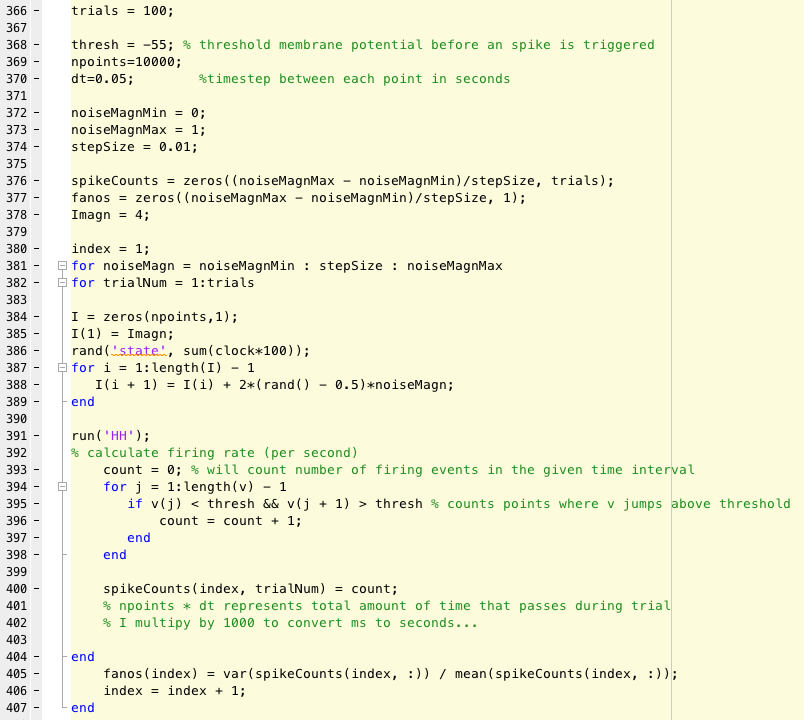 366 - trials = 100;
367
368 - thresh = -55; % threshold membrane potential before an spike is triggered
369 - npoints=10000;
370 - dt=0.05; %timestep between each point in seconds
371
372 - noiseMagnMin = 0;
373 - noiseMagnMax = 1;
374 - stepSize = 0.01;
375
376 - spikeCounts = zeros((noiseMagnMax - noiseMagnMin)/stepSize, trials);
377 - fanos = zeros((noiseMagnMax - noiseMagnMin)/stepSize, 1);
378 - Imagn = 4;
379
380 - index = 1;
381 - for noiseMagn = noiseMagnMin : stepSize : noiseMagnMax
382 - for trialNum = 1:trials
383
384 - I = zeros(npoints,1);
385 - I(1) = Imagn;
386 - rand('state', sum(clock*100));
387 - for i = 1:length(I) - 1
388 - I(i + 1) = I(i) + 2*(rand() - 0.5)*noiseMagn;
389 - end
390
391 - run('HH');
392 % calculate firing rate (per second)
393 - count = 0; % will count number of firing events in the given time interval
394 - for j = 1:length(v) - 1
395 - if v(j) < thresh && v(j + 1) > thresh % counts points where v jumps above threshold
396 - count = count + 1;
397 - end
398 - end
399
400 - spikeCounts(index, trialNum) = count;
401 % npoints * dt represents total amount of time that passes during trial
402 % I multipy by 1000 to convert ms to seconds...
403
404 - end
405 - fanos(index) = var(spikeCounts(index, :)) / mean(spikeCounts(index, :));
406 - index = index + 1;
407 - end